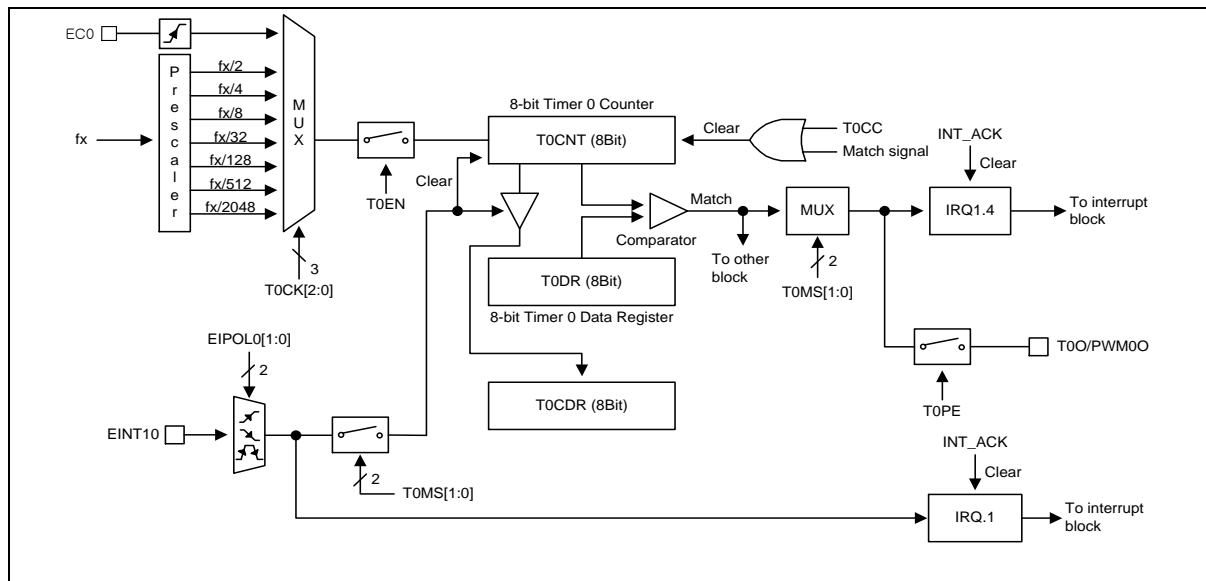 EC0
Prescaler
fx
fx/2
fx/4
fx/8
fx/32
fx/128
fx/512
fx/2048
MUX
3
T0CK[2:0]
T0EN
8-bit Timer 0 Counter
T0CNT (8Bit)
Clear
T0CC
Match signal
Clear
Comparator
Match
To other
block
T0DR (8Bit)
8-bit Timer 0 Data Register
T0CDR (8Bit)
MUX
2
T0MS[1:0]
INT_ACK
Clear
IRQ1.4
To interrupt
block
T0O/PWM0O
T0PE
EIPOL0[1:0]
2
EINT10
2
T0MS[1:0]
INT_ACK
Clear
IRQ.1
To interrupt
block